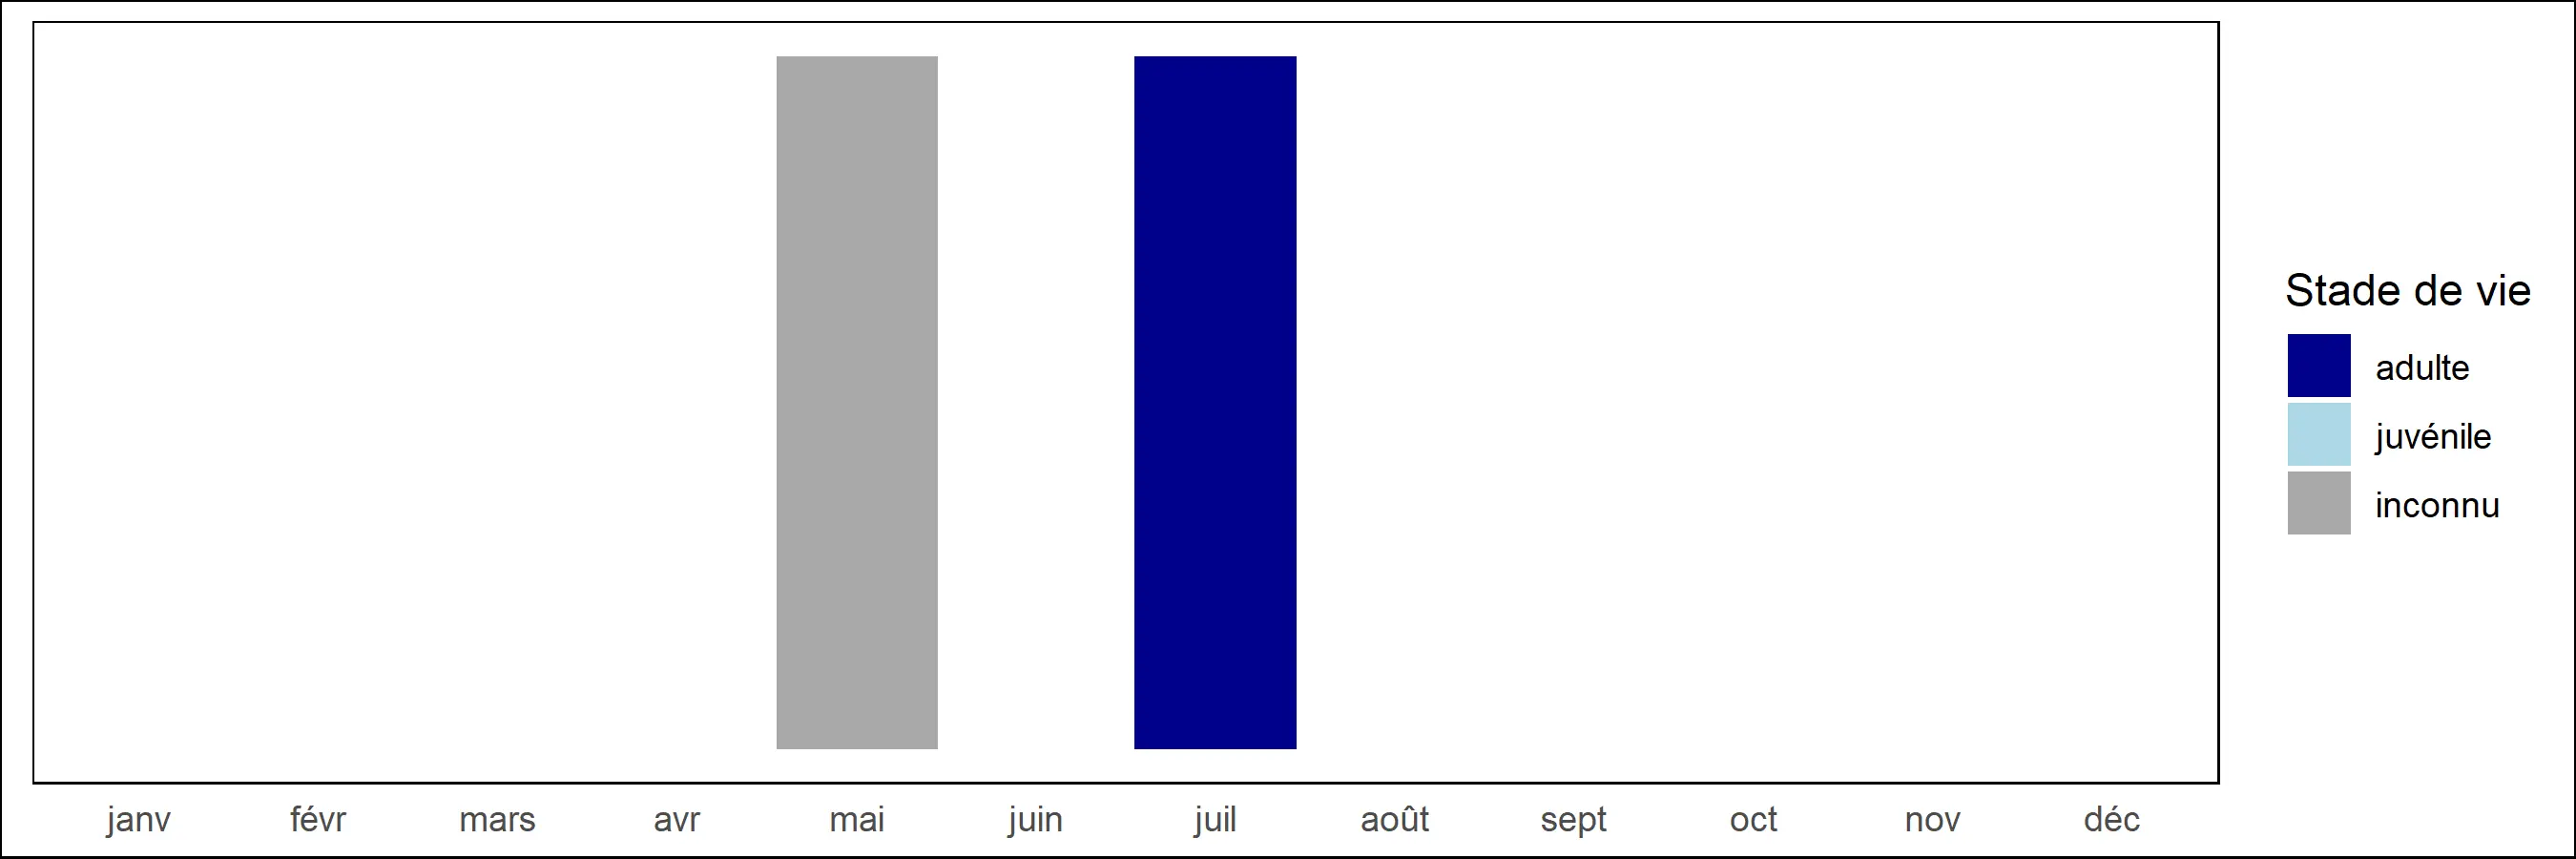 Stade de vie
adulte
juvénile
inconnu
janv févr mars avr mai juin juil août sept oct nov déc